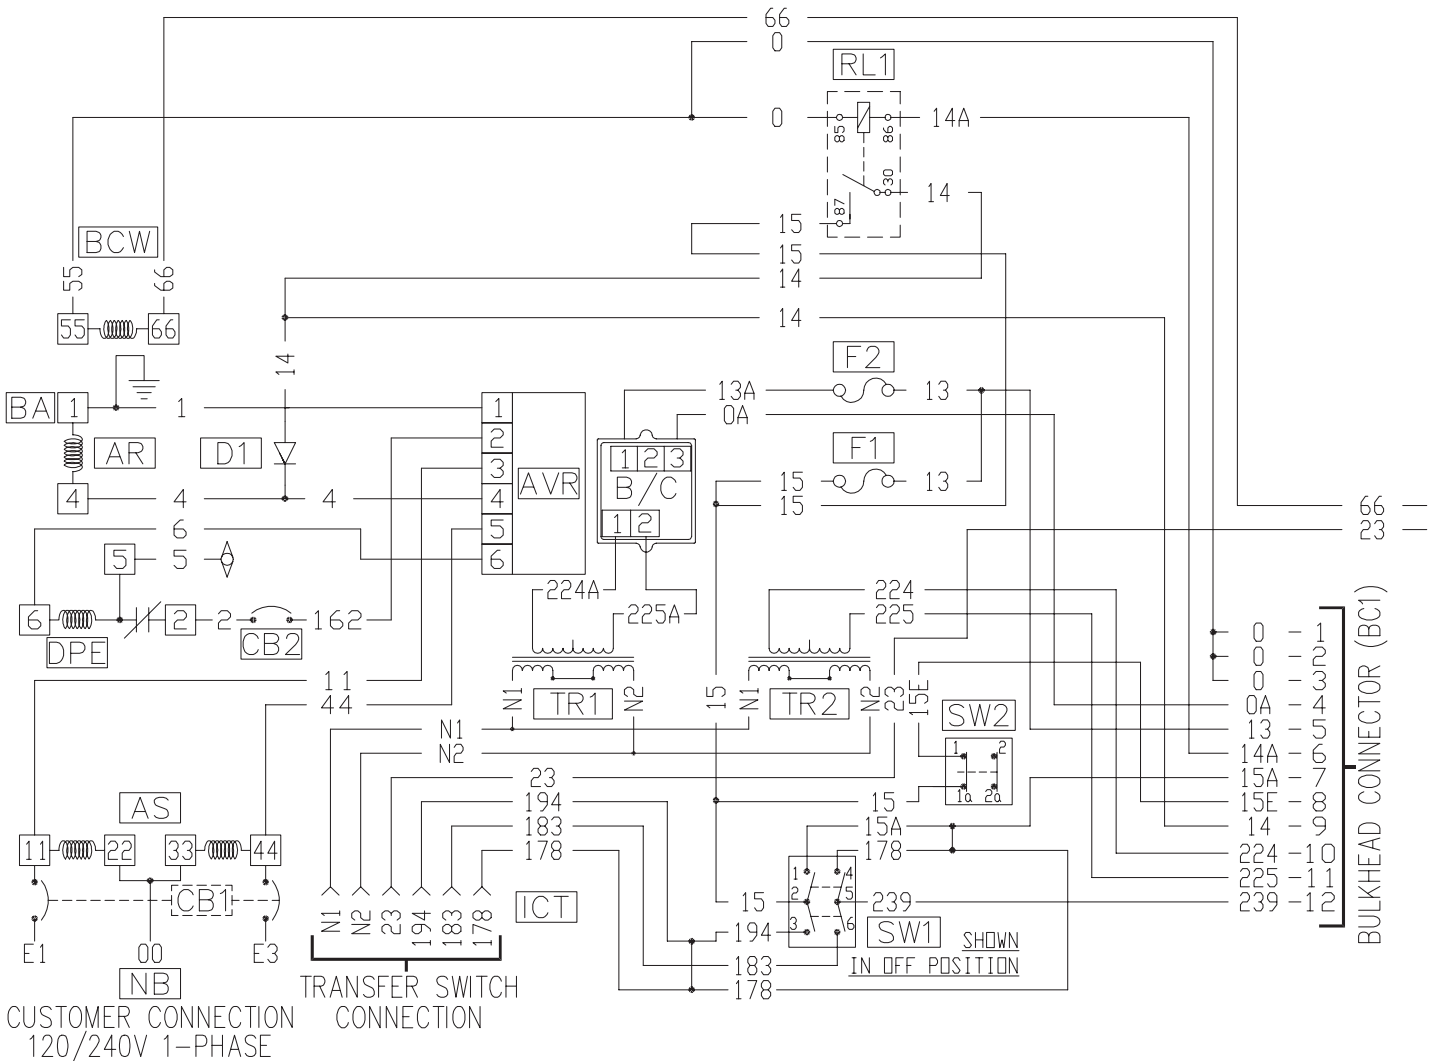 66
0
RL1
0 85 86 14A
30
14
87
15
15
14
BCW
55 66
14
55 66
14
F2
13A 13
0A
BA 1 1 1
AR D1 2 AVR
3
F1
1 2 3
B/C
15 13
15
4 4 4 4
6 5
1 2
66
23
5 5 6
224A 224
225A 225
6 2 2 162
DPE CB2
0 - 1
0 - 2
0 - 3
0A - 4
13 - 5
14A - 6
15A - 7
15E - 8
14 - 9
224 -10
225 -11
239 -12
BULKHEAD CONNECTOR (BC1)
11
44
N1 TR1 N2 15 N1 TR2 N2 23 15E SW2
N1
N2
1 2
1a 2a
23
194 15
183 15A
178 178
AS
11 22 33 44
CB1
1 4
2 5
3 6
15 239
194
SW1 SHOWN
IN OFF POSITION
183
178
N1 N2 23 194 183 178
ICT
E1 00 E3
NB
TRANSFER SWITCH
CONNECTION
CUSTOMER CONNECTION
120/240V 1-PHASE